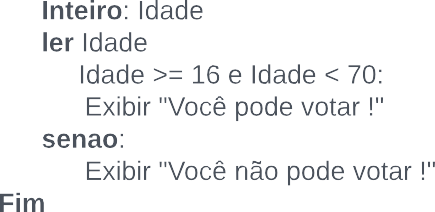 Inteiro: Idade
ler Idade
Idade >= 16 e Idade < 70:
Exibir "Você pode votar !"
senao:
Exibir "Você não pode votar !"
Fim